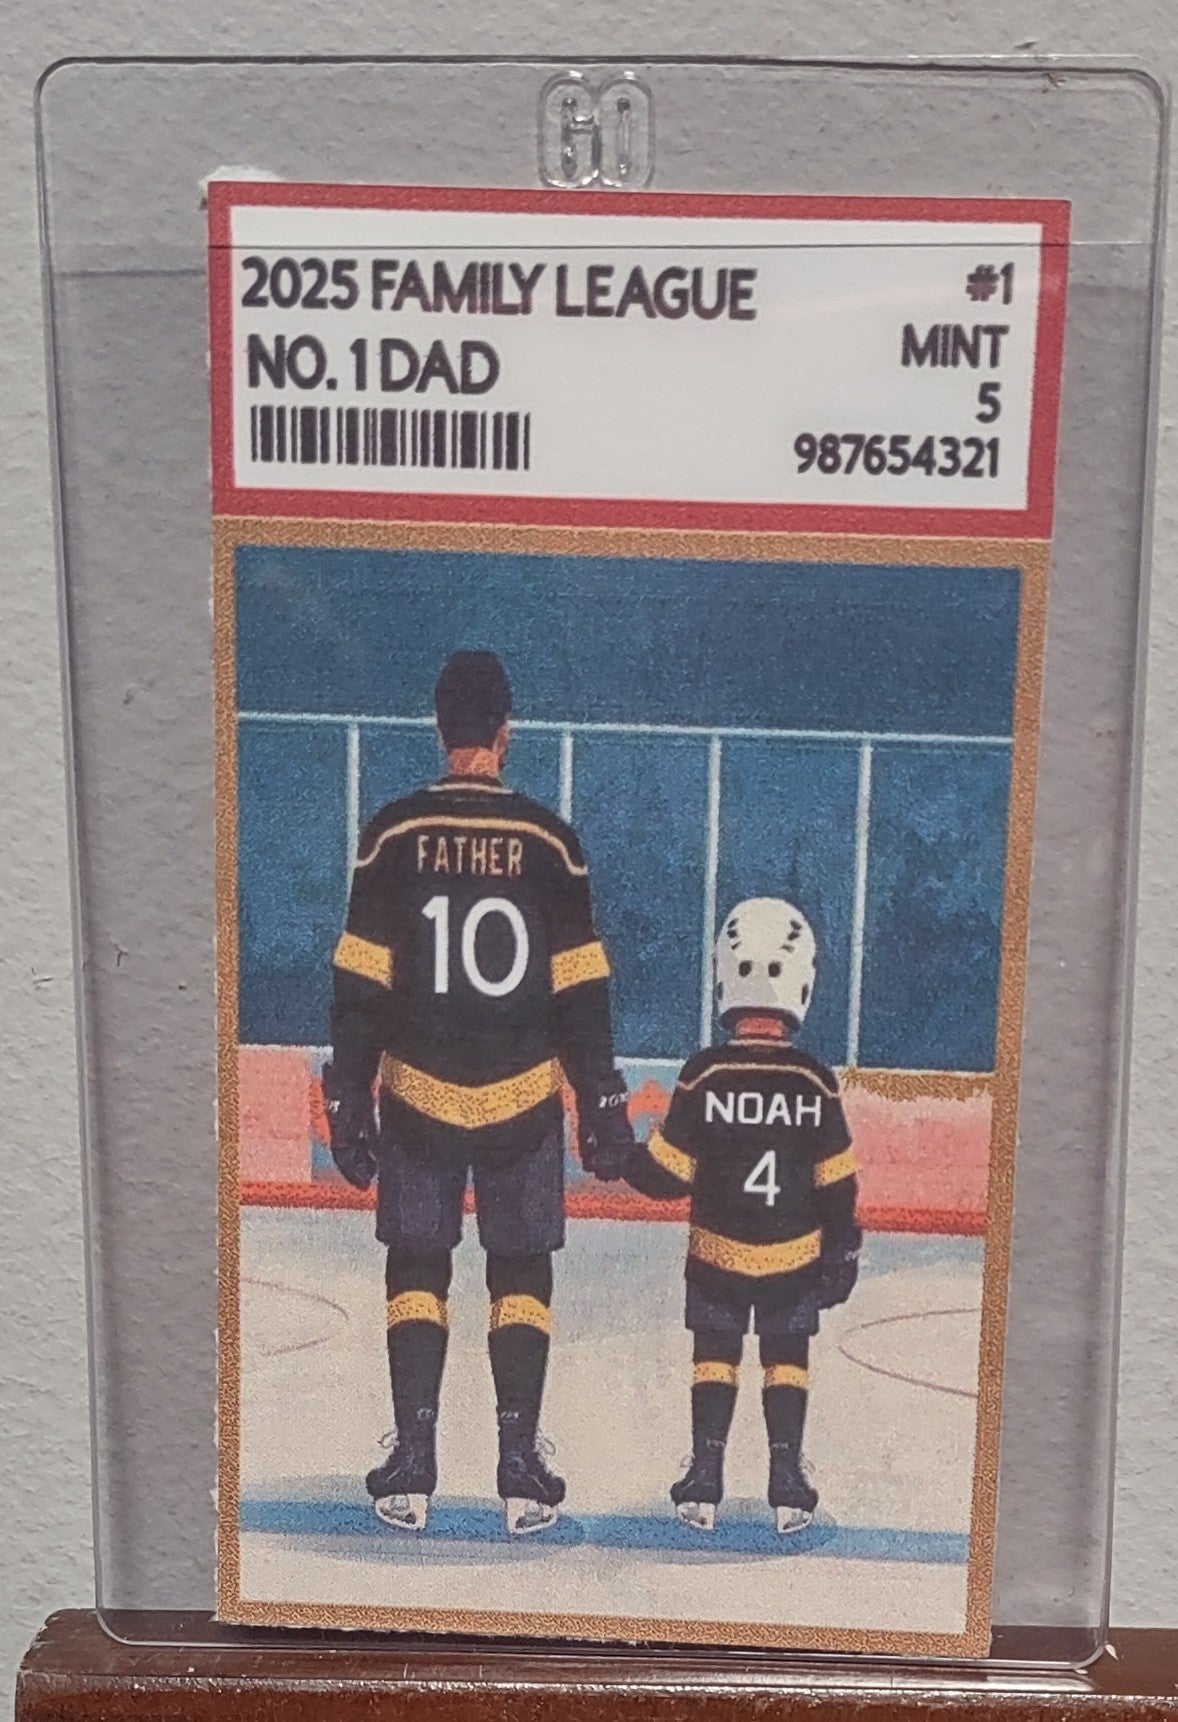 2025 FAMILY LEAGUE #1
NO. 1 DAD MINT
5
987654321
FATHER
10
NOAH
4